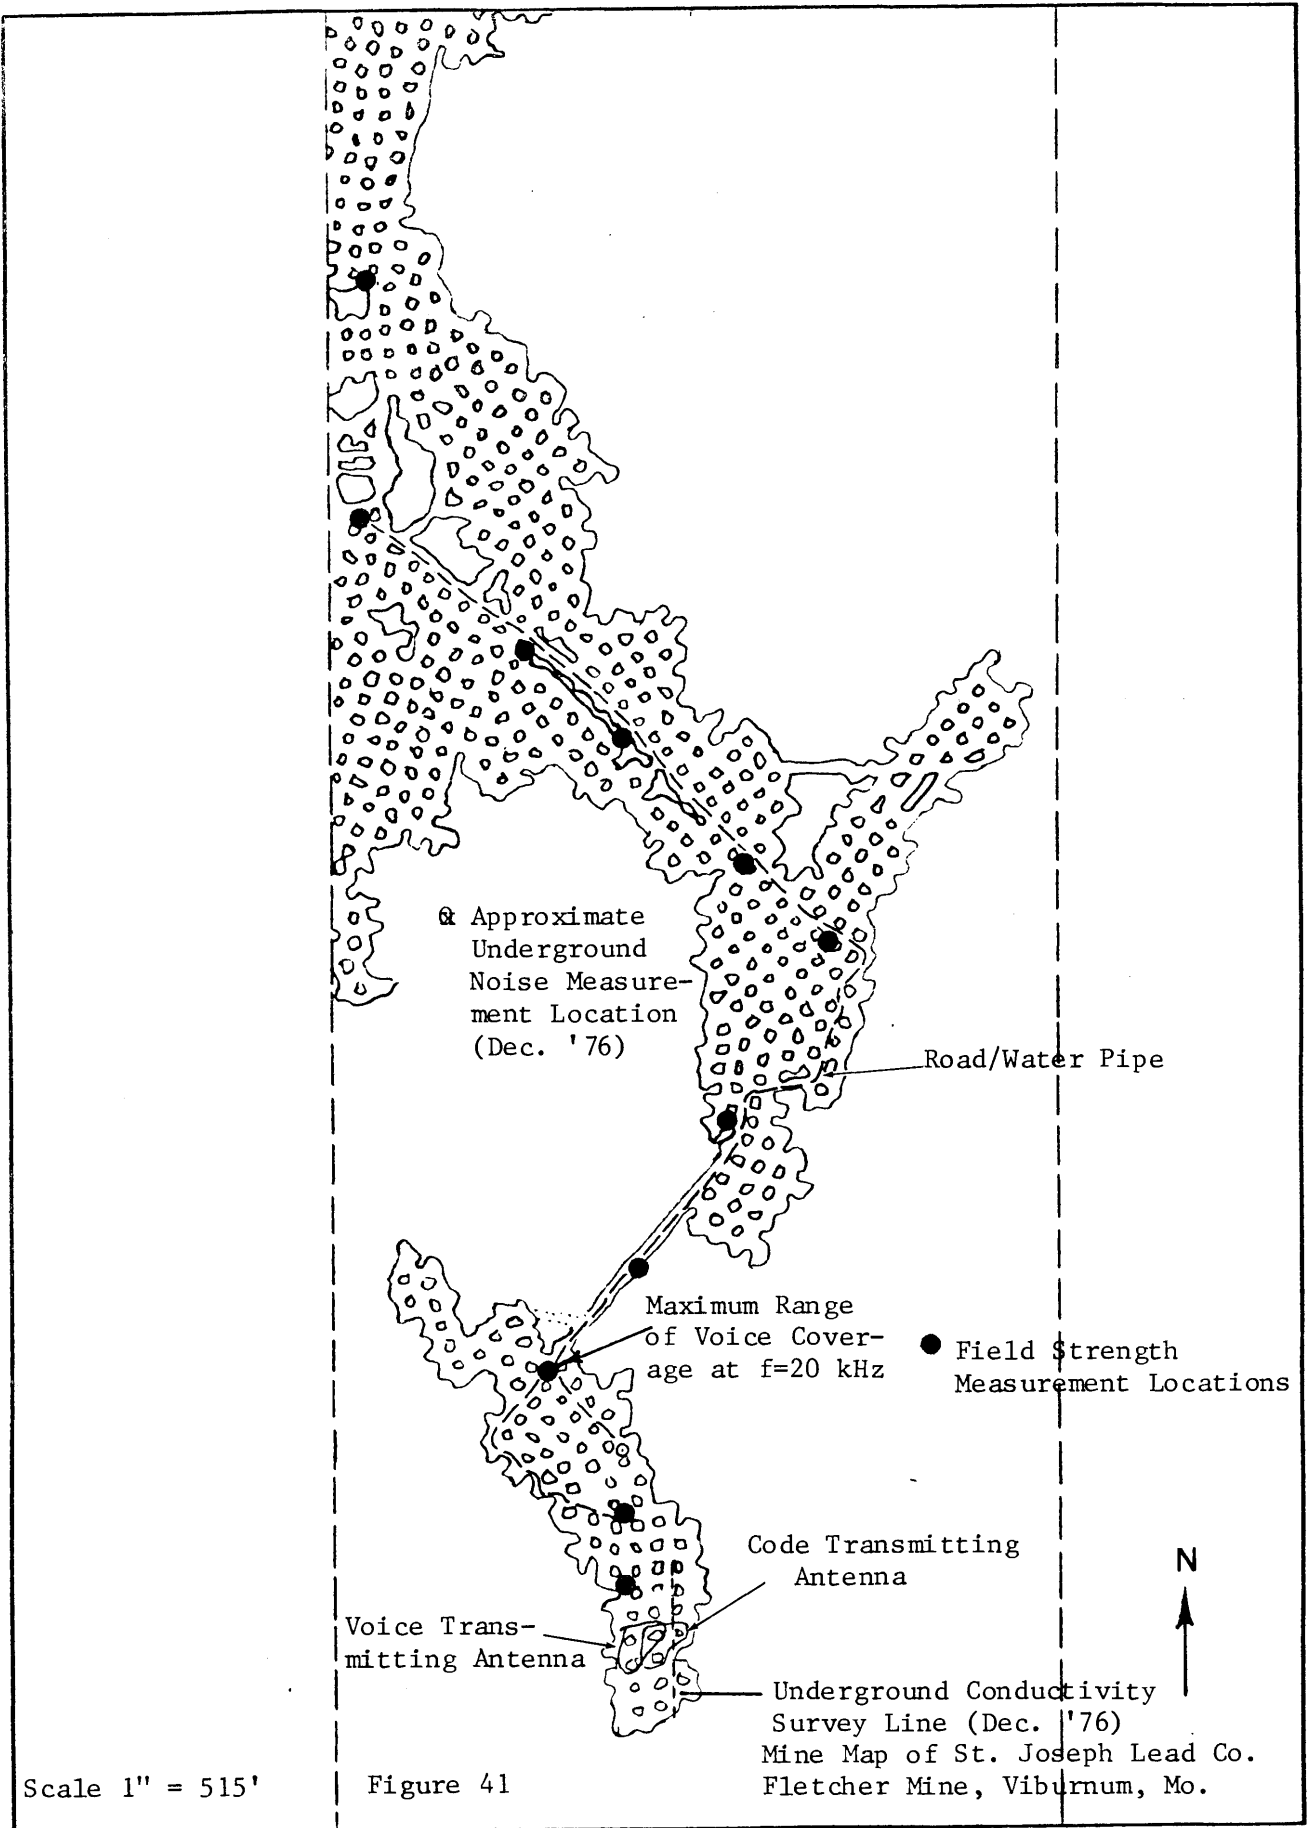 Approximate
Underground
Noise Measure-
ment Location
(Dec. '76)
Road/Water Pipe
Maximum Range
of Voice Cover-
age at f=20 kHz
Field Strength
Measurement Locations
Code Transmitting
Antenna
N
Voice Trans-
mitting Antenna
Underground Conductivity
Survey Line (Dec. '76)
Mine Map of St. Joseph Lead Co.
Fletcher Mine, Viburnum, Mo.
Scale 1" = 515'
Figure 41